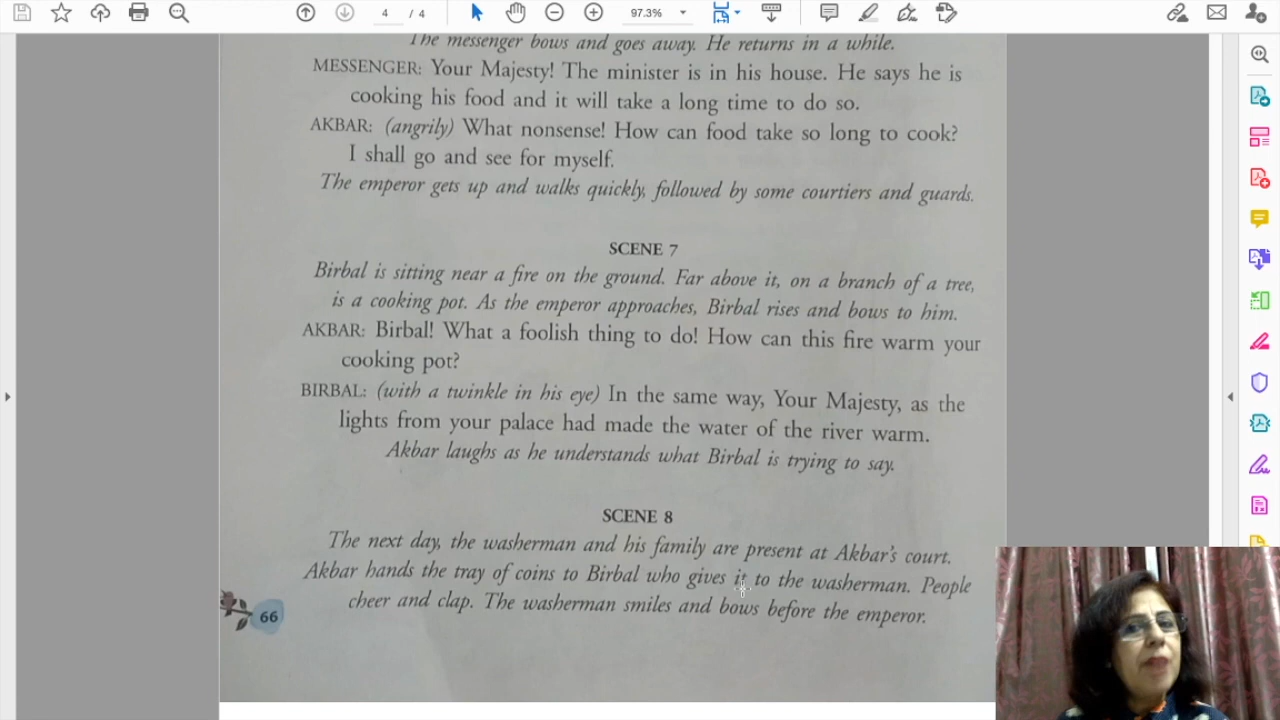 4 / 4
97.3%
The messenger bows and goes away. He returns in a while.
MESSENGER: Your Majesty! The minister is in his house. He says he is
cooking his food and it will take a long time to do so.
AKBAR: (angrily) What nonsense! How can food take so long to cook?
I shall go and see for myself.
The emperor gets up and walks quickly, followed by some courtiers and guards.
SCENE 7
Birbal is sitting near a fire on the ground. Far above it, on a branch of a tree,
is a cooking pot. As the emperor approaches, Birbal rises and bows to him.
AKBAR: Birbal! What a foolish thing to do! How can this fire warm your
cooking pot?
BIRBAL: (with a twinkle in his eye) In the same way, Your Majesty, as the
lights from your palace had made the water of the river warm.
Akbar laughs as he understands what Birbal is trying to say.
SCENE 8
The next day, the washerman and his family are present at Akbar's court.
Akbar hands the tray of coins to Birbal who gives it to the washerman. People
cheer and clap. The washerman smiles and bows before the emperor.
66